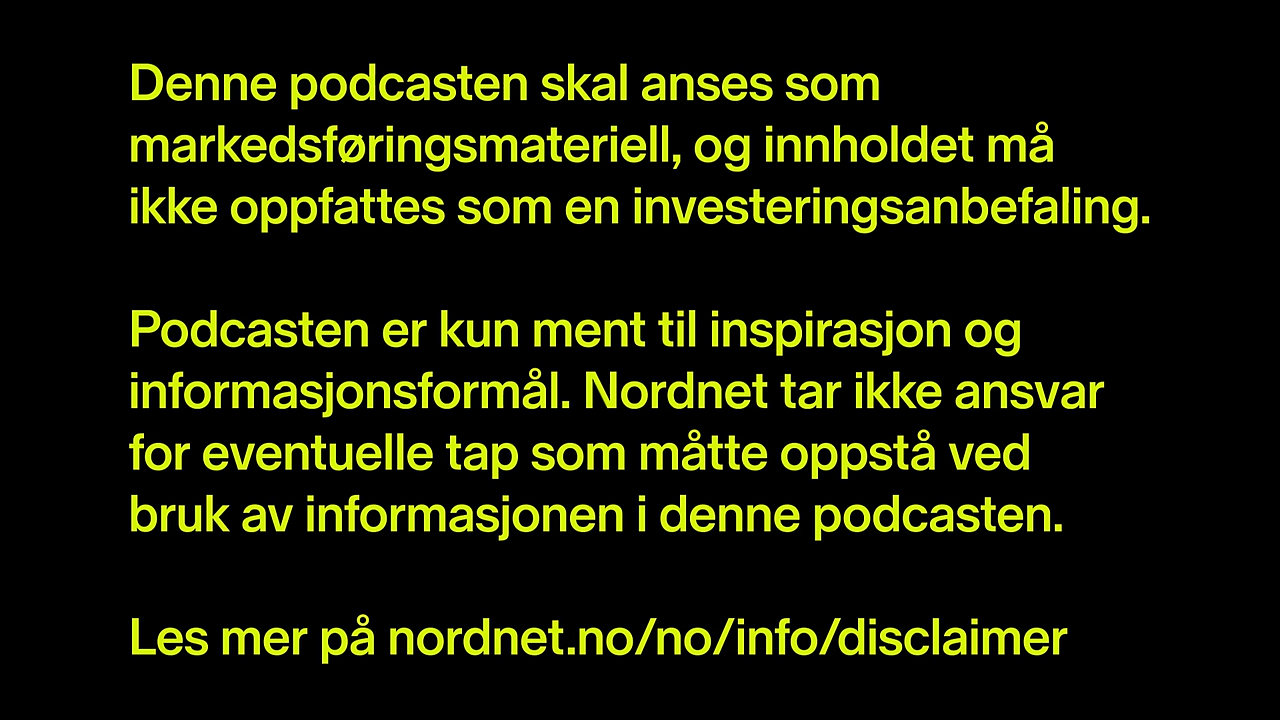 Denne podcasten skal anses som
markedsføringsmateriell, og innholdet må
ikke oppfattes som en investeringsanbefaling.
Podcasten er kun ment til inspirasjon og
informasjonsformål. Nordnet tar ikke ansvar
for eventuelle tap som måtte oppstå ved
bruk av informasjonen i denne podcasten.
Les mer på nordnet.no/no/info/disclaimer